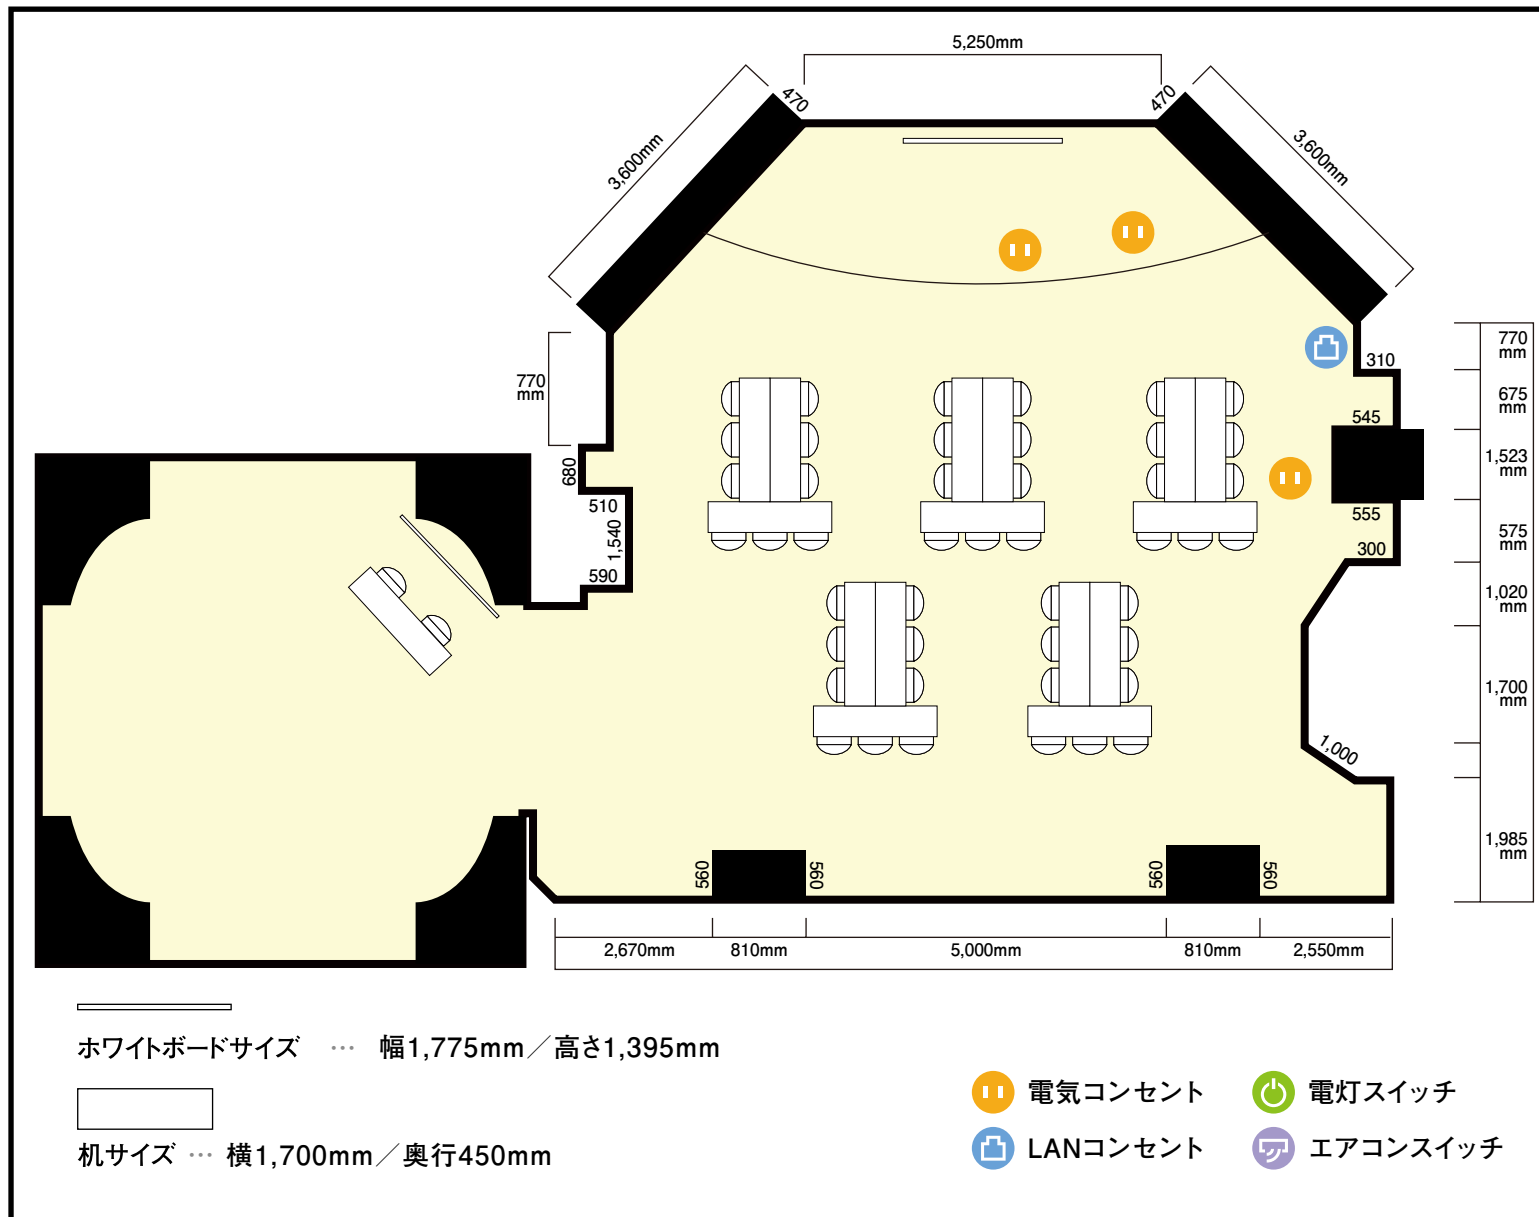 5,250mm
470
470
3,600mm
3,600mm
770
mm
770
mm
310
675
mm
545
680
1,523
mm
510
555
1,540
575
mm
300
590
1,020
mm
1,700
mm
1,000
1,985
mm
560
560
560
560
2,670mm
810mm
5,000mm
810mm
2,550mm
ホワイトボードサイズ … 幅1,775mm／高さ1,395mm
机サイズ … 横1,700mm／奥行450mm
電気コンセント
電灯スイッチ
LANコンセント
エアコンスイッチ